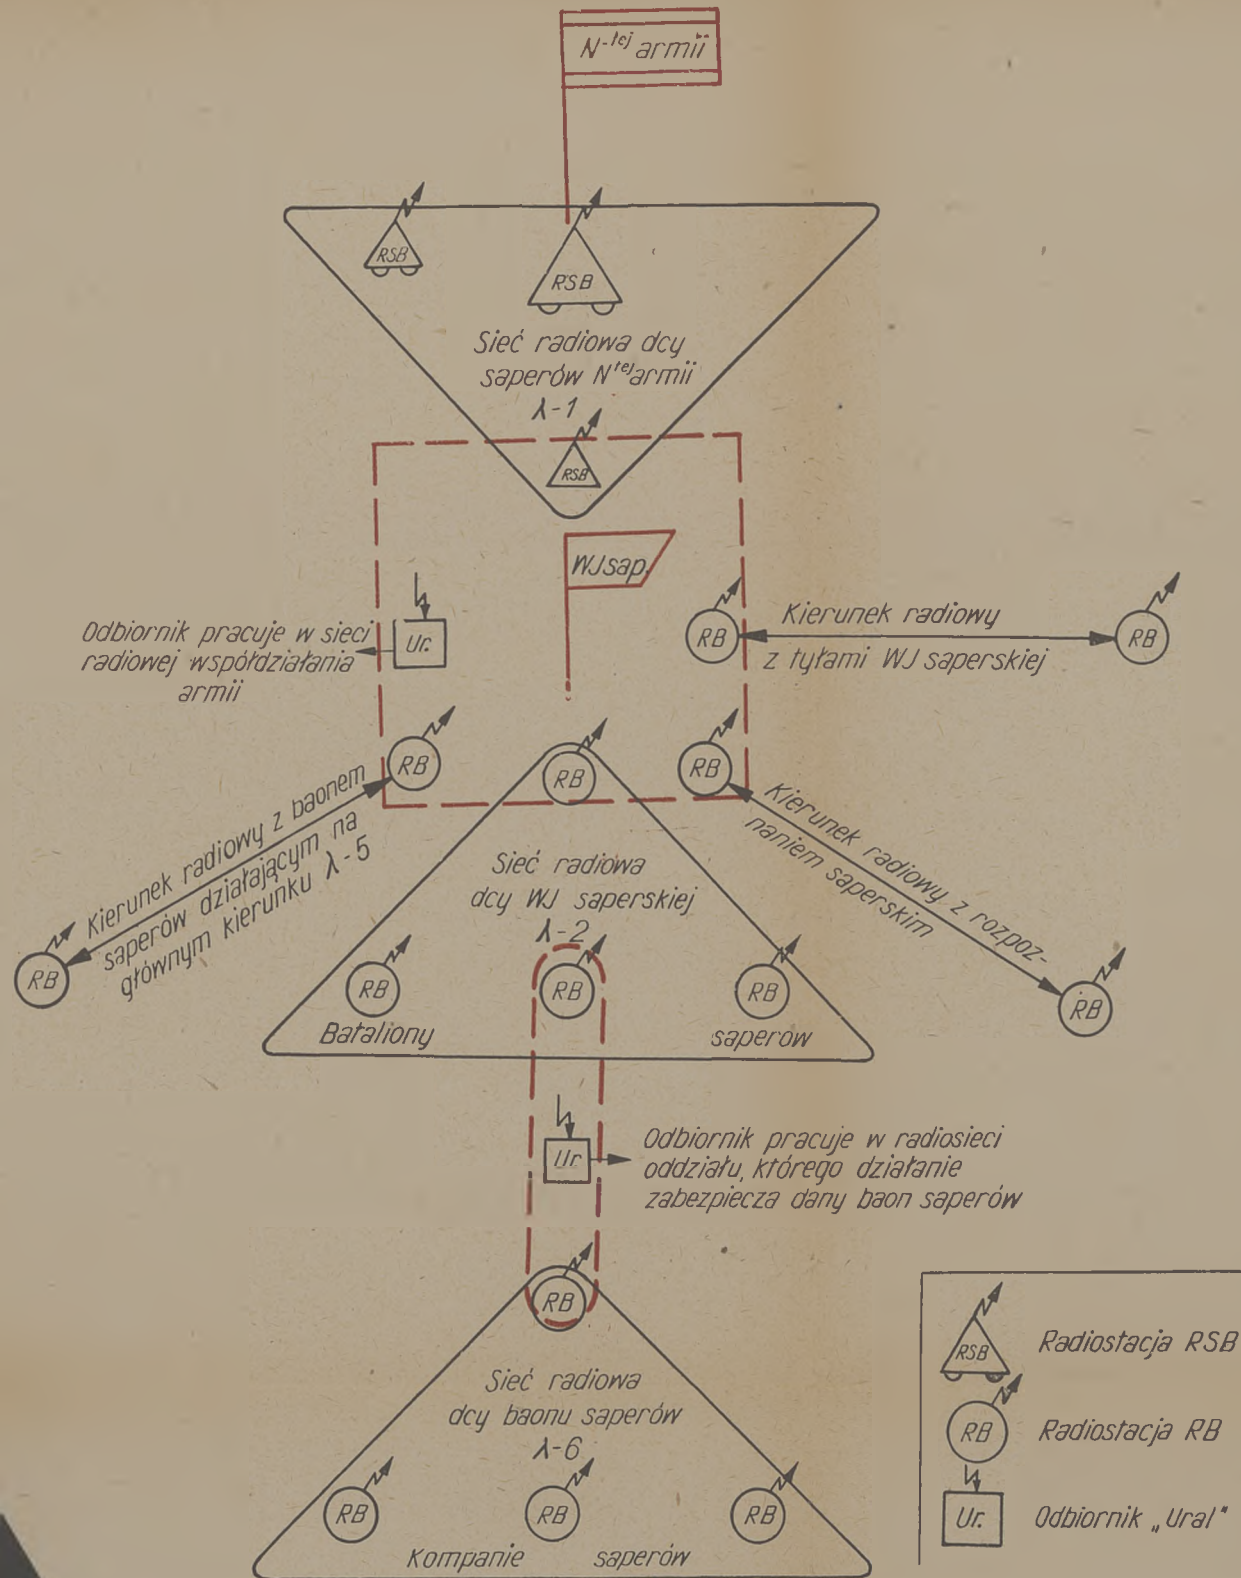 N-tej armii
RSB
RSB
Sieć radiowa dcy
saperów Ntej armii
λ-1
RSB
WJsap.
Odbiornik pracuje w sieci
radiowej współdziałania
armii
Ur.
RB
Kierunek radiowy
z tyłami WJ saperskiej
RB
RB
RB
RB
Kierunek radiowy z baonem
saperów działającym na
głównym kierunku λ-5
RB
Kierunek radiowy z rozpoz-
naniem saperskim
RB
Sieć radiowa
dcy WJ saperskiej
λ-2
RB
RB
RB
Bataliony
saperów
Ur
Odbiornik pracuje w radiosieci
oddziału, którego działanie
zabezpiecza dany baon saperów
RB
Sieć radiowa
dcy baonu saperów
λ-6
RB
RB
RB
Kompanie saperów
RSB
Radiostacja RSB
RB
Radiostacja RB
Ur.
Odbiornik „Ural"